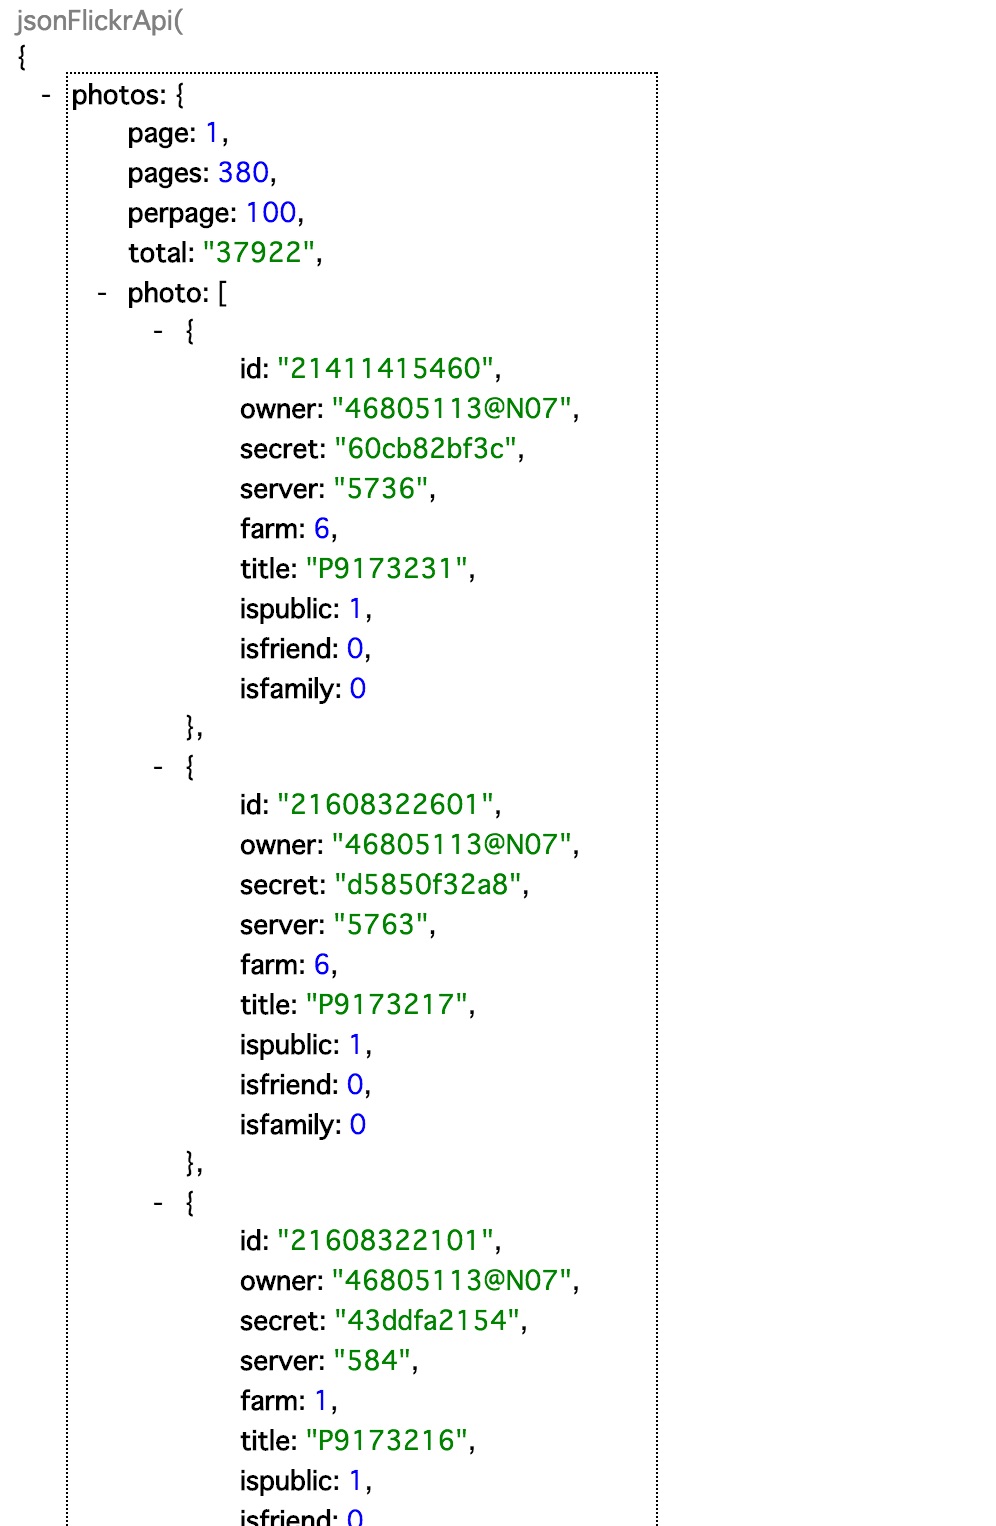 jsonFlickrApi(
{
- photos: {
page: 1,
pages: 380,
perpage: 100,
total: "37922",
- photo: [
- {
id: "21411415460",
owner: "46805113@N07",
secret: "60cb82bf3c",
server: "5736",
farm: 6,
title: "P9173231",
ispublic: 1,
isfriend: 0,
isfamily: 0
},
- {
id: "21608322601",
owner: "46805113@N07",
secret: "d5850f32a8",
server: "5763",
farm: 6,
title: "P9173217",
ispublic: 1,
isfriend: 0,
isfamily: 0
},
- {
id: "21608322101",
owner: "46805113@N07",
secret: "43ddfa2154",
server: "584",
farm: 1,
title: "P9173216",
ispublic: 1,
isfriend: 0